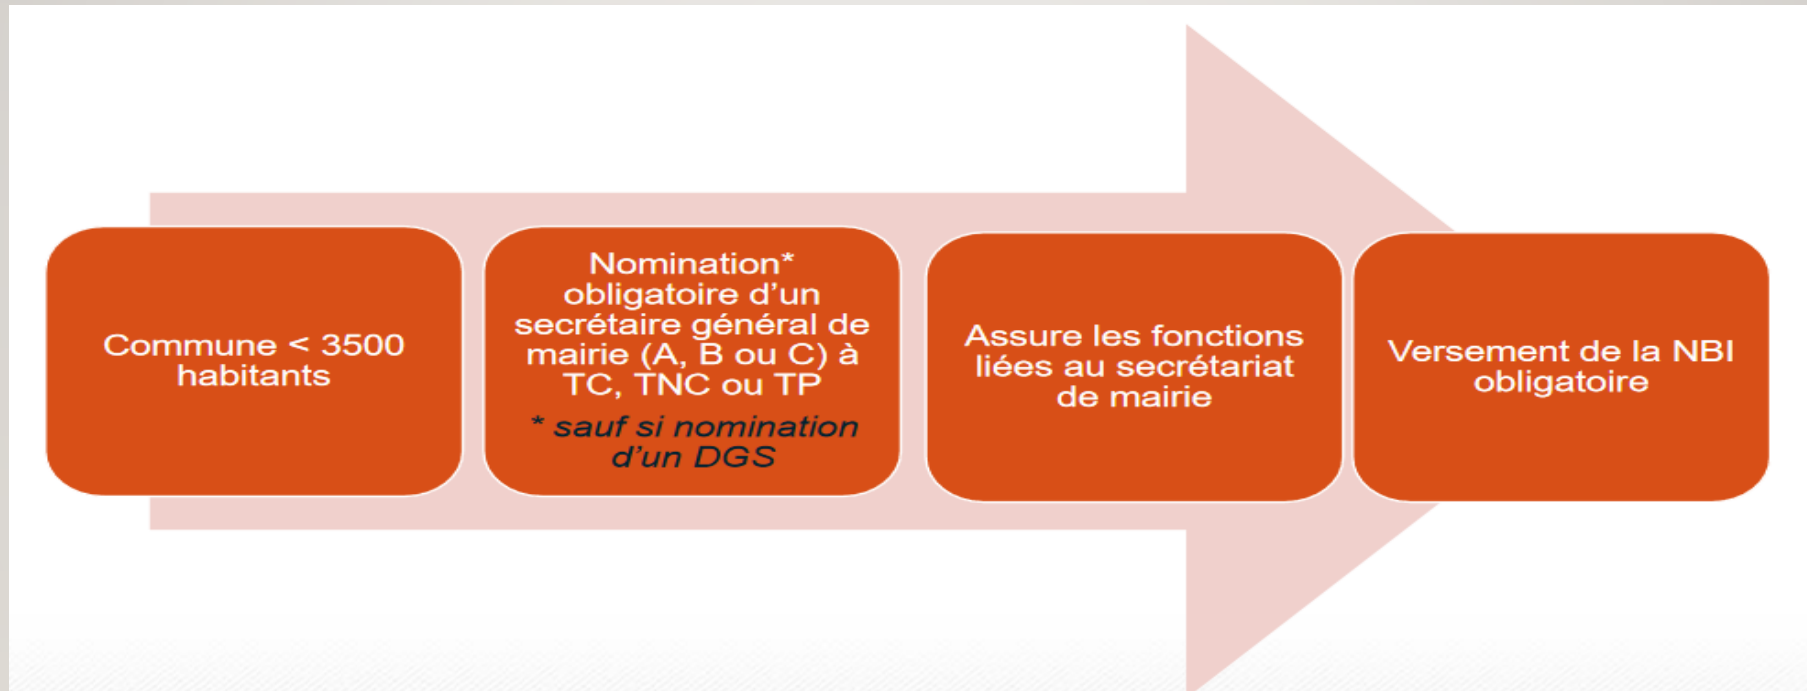 Commune < 3500
habitants
Nomination*
obligatoire d’un
secrétaire général de
mairie (A, B ou C) à
TC, TNC ou TP
* sauf si nomination
d’un DGS
Assure les fonctions
liées au secrétariat
de mairie
Versement de la NBI
obligatoire